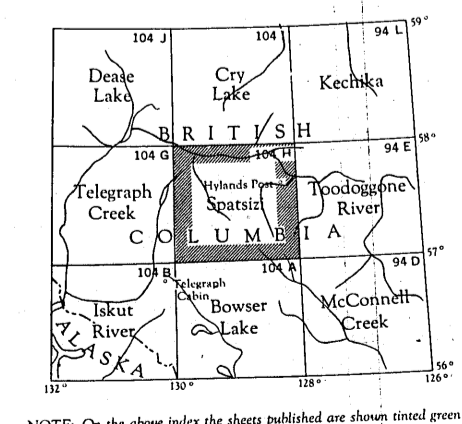 59°
104 J
104 I
94 L
Dease
Lake
Cry
Lake
Kechika
BRITISH
58°
104 G
104 H
94 E
Telegraph
Creek
Hylands Post
Spatsizi
Toodoggone
River
COLUMBIA
57°
104 B
104 A
94 D
Telegraph
Cabin
Iskut
River
Bowser
Lake
McConnell
Creek
ALASKA
56°
132°
130°
128°
126°
NOTE: On the above index the sheets published are shown tinted green